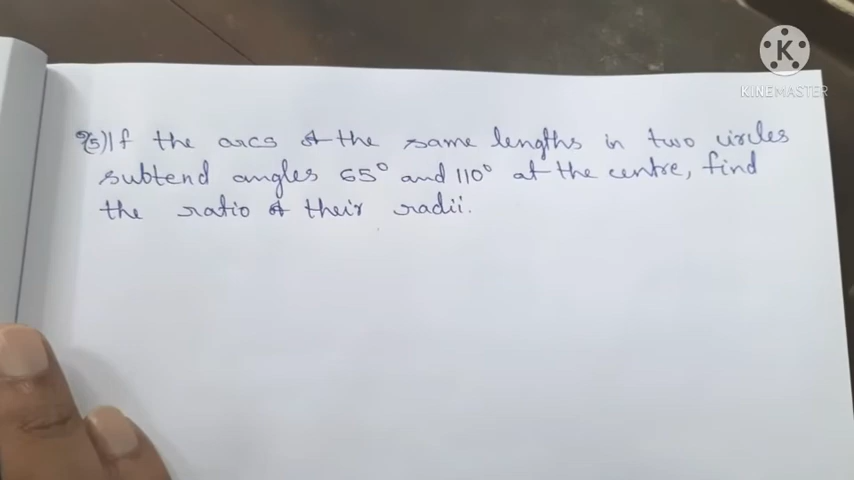 KINEMASTER
Q5) If the arcs of the same lengths in two circles
subtend angles 65° and 110° at the centre, find
the ratio of their radii.